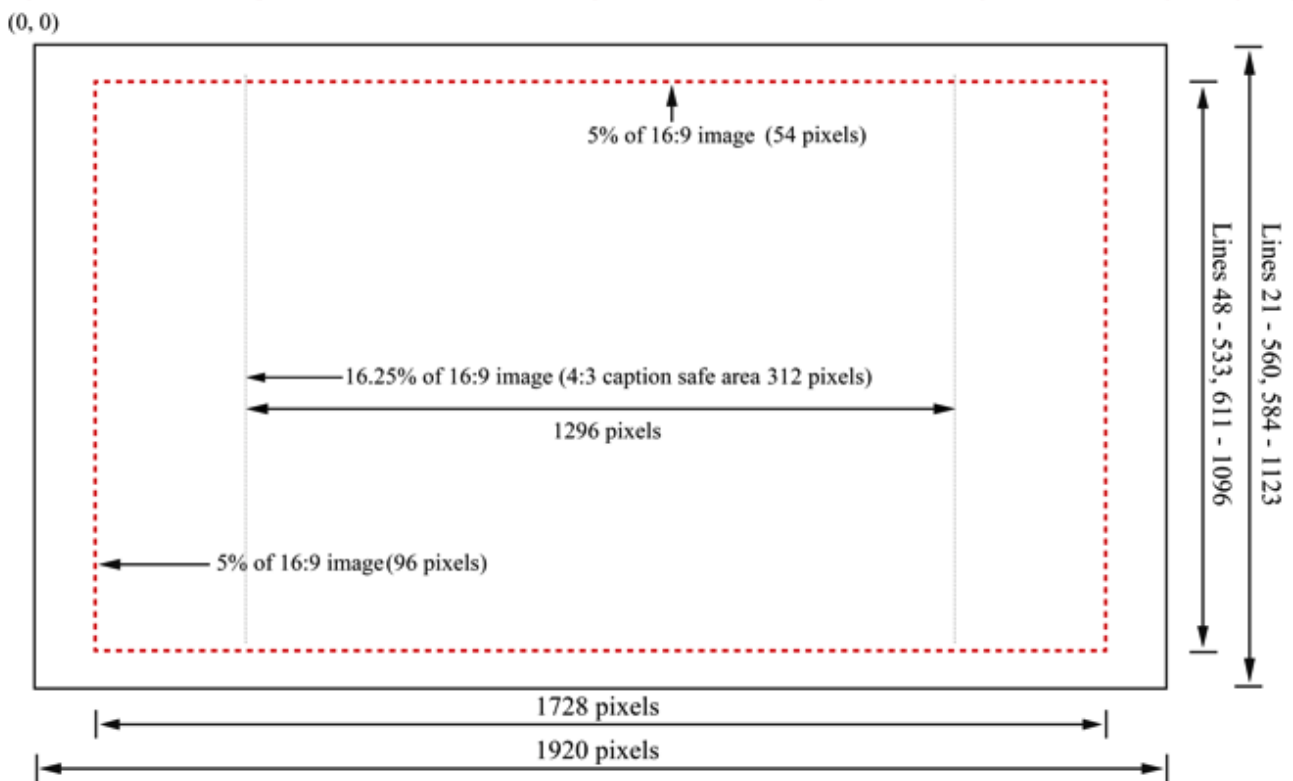 (0, 0)
5% of 16:9 image (54 pixels)
16.25% of 16:9 image (4:3 caption safe area 312 pixels)
1296 pixels
5% of 16:9 image (96 pixels)
Lines 48 - 533, 611 - 1096
Lines 21 - 560, 584 - 1123
1728 pixels
1920 pixels